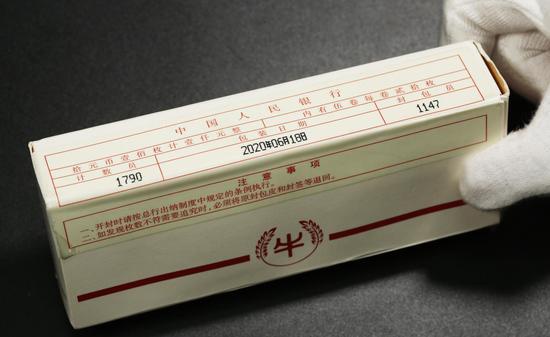 中国人民银行
拾元币壹佰枚计壹仟元整
内有伍卷每卷贰拾枚
计数员
包装日期
封包员
1790
2020年06月18日
1147
注意事项
一、开封时请按总行出纳制度中规定的条例执行。
二、如发现枚数不符需要追究时，必须将原封包皮和封签等退回。
牛